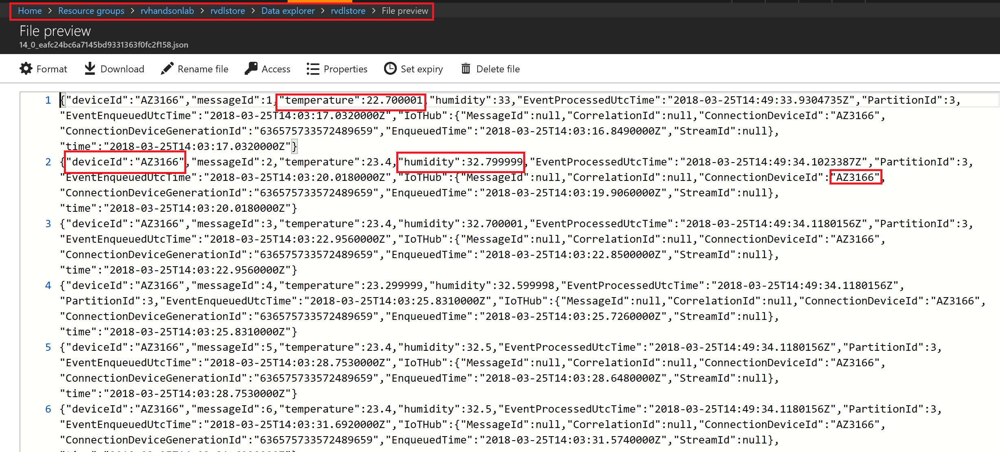 Home > Resource groups > rvhandsonlab > rvdlstore > Data explorer > rvdlstore > File preview
File preview
14_0_eafc24bc6a7145bd9331363f0fc2f158.json
Format Download Rename file Access Properties Set expiry Delete file
1 {"deviceId":"AZ3166","messageId":1,"temperature":22.700001,"humidity":33,"EventProcessedUtcTime":"2018-03-25T14:49:33.9304735Z","PartitionId":3,
"EventEnqueuedUtcTime":"2018-03-25T14:03:17.0320000Z","IoTHub":{"MessageId":null,"CorrelationId":null,"ConnectionDeviceId":"AZ3166",
"ConnectionDeviceGenerationId":"636575733572489659","EnqueuedTime":"2018-03-25T14:03:16.8490000Z","StreamId":null},
"time":"2018-03-25T14:03:17.0320000Z"}
2 {"deviceId":"AZ3166","messageId":2,"temperature":23.4,"humidity":32.799999,"EventProcessedUtcTime":"2018-03-25T14:49:34.1023387Z","PartitionId":3,
"EventEnqueuedUtcTime":"2018-03-25T14:03:20.0180000Z","IoTHub":{"MessageId":null,"CorrelationId":null,"ConnectionDeviceId":"AZ3166",
"ConnectionDeviceGenerationId":"636575733572489659","EnqueuedTime":"2018-03-25T14:03:19.9060000Z","StreamId":null},
"time":"2018-03-25T14:03:20.0180000Z"}
3 {"deviceId":"AZ3166","messageId":3,"temperature":23.4,"humidity":32.700001,"EventProcessedUtcTime":"2018-03-25T14:49:34.1180156Z","PartitionId":3,
"EventEnqueuedUtcTime":"2018-03-25T14:03:22.9560000Z","IoTHub":{"MessageId":null,"CorrelationId":null,"ConnectionDeviceId":"AZ3166",
"ConnectionDeviceGenerationId":"636575733572489659","EnqueuedTime":"2018-03-25T14:03:22.8500000Z","StreamId":null},
"time":"2018-03-25T14:03:22.9560000Z"}
4 {"deviceId":"AZ3166","messageId":4,"temperature":23.299999,"humidity":32.599998,"EventProcessedUtcTime":"2018-03-25T14:49:34.1180156Z",
"PartitionId":3,"EventEnqueuedUtcTime":"2018-03-25T14:03:25.8310000Z","IoTHub":{"MessageId":null,"CorrelationId":null,"ConnectionDeviceId":"AZ3166",
"ConnectionDeviceGenerationId":"636575733572489659","EnqueuedTime":"2018-03-25T14:03:25.7260000Z","StreamId":null},
"time":"2018-03-25T14:03:25.8310000Z"}
5 {"deviceId":"AZ3166","messageId":5,"temperature":23.4,"humidity":32.5,"EventProcessedUtcTime":"2018-03-25T14:49:34.1180156Z","PartitionId":3,
"EventEnqueuedUtcTime":"2018-03-25T14:03:28.7530000Z","IoTHub":{"MessageId":null,"CorrelationId":null,"ConnectionDeviceId":"AZ3166",
"ConnectionDeviceGenerationId":"636575733572489659","EnqueuedTime":"2018-03-25T14:03:28.6480000Z","StreamId":null},
"time":"2018-03-25T14:03:28.7530000Z"}
6 {"deviceId":"AZ3166","messageId":6,"temperature":23.4,"humidity":32.5,"EventProcessedUtcTime":"2018-03-25T14:49:34.1180156Z","PartitionId":3,
"EventEnqueuedUtcTime":"2018-03-25T14:03:31.6920000Z","IoTHub":{"MessageId":null,"CorrelationId":null,"ConnectionDeviceId":"AZ3166",
"ConnectionDeviceGenerationId":"636575733572489659","EnqueuedTime":"2018-03-25T14:03:31.5740000Z","StreamId":null},